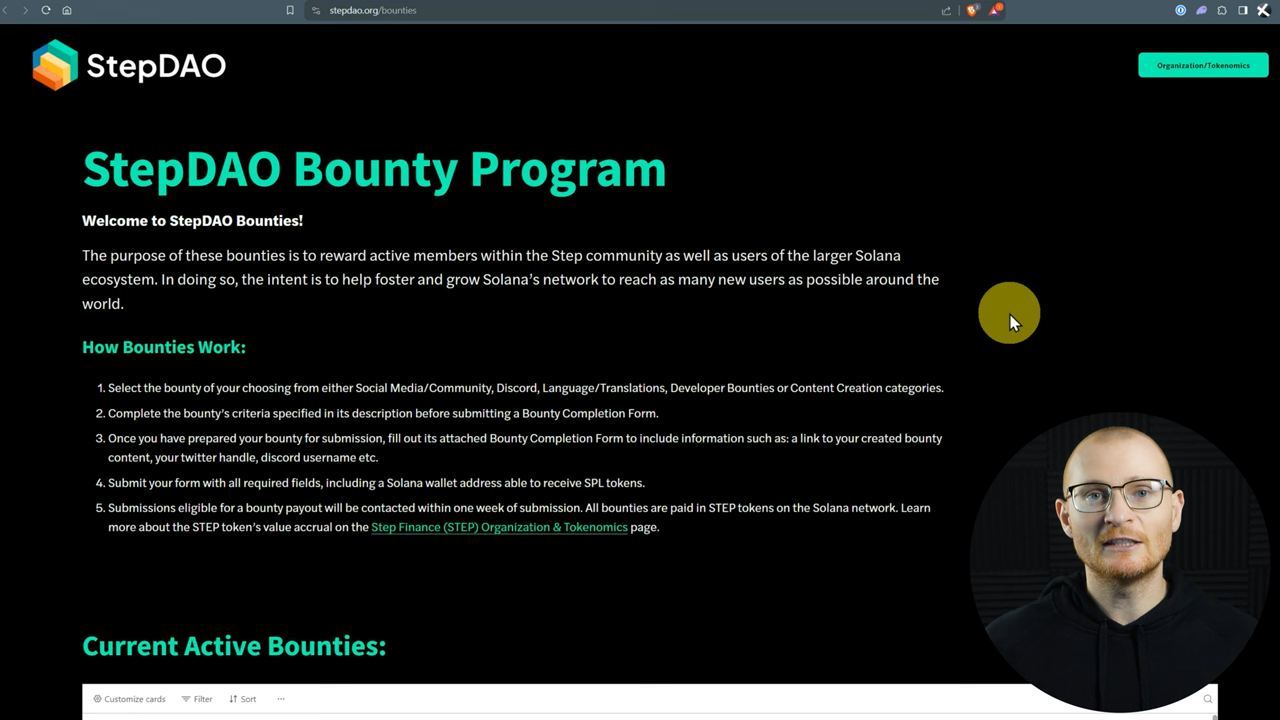 stepdao.org/bounties
StepDAO
Organization/Tokenomics
StepDAO Bounty Program
Welcome to StepDAO Bounties!
The purpose of these bounties is to reward active members within the Step community as well as users of the larger Solana
ecosystem. In doing so, the intent is to help foster and grow Solana's network to reach as many new users as possible around the
world.
How Bounties Work:
1. Select the bounty of your choosing from either Social Media/Community, Discord, Language/Translations, Developer Bounties or Content Creation categories.
2. Complete the bounty's criteria specified in its description before submitting a Bounty Completion Form.
3. Once you have prepared your bounty for submission, fill out its attached Bounty Completion Form to include information such as: a link to your created bounty
content, your twitter handle, discord username etc.
4. Submit your form with all required fields, including a Solana wallet address able to receive SPL tokens.
5. Submissions eligible for a bounty payout will be contacted within one week of submission. All bounties are paid in STEP tokens on the Solana network. Learn
more about the STEP token's value accrual on the Step Finance (STEP) Organization & Tokenomics page.
Current Active Bounties:
Customize cards Filter Sort ...